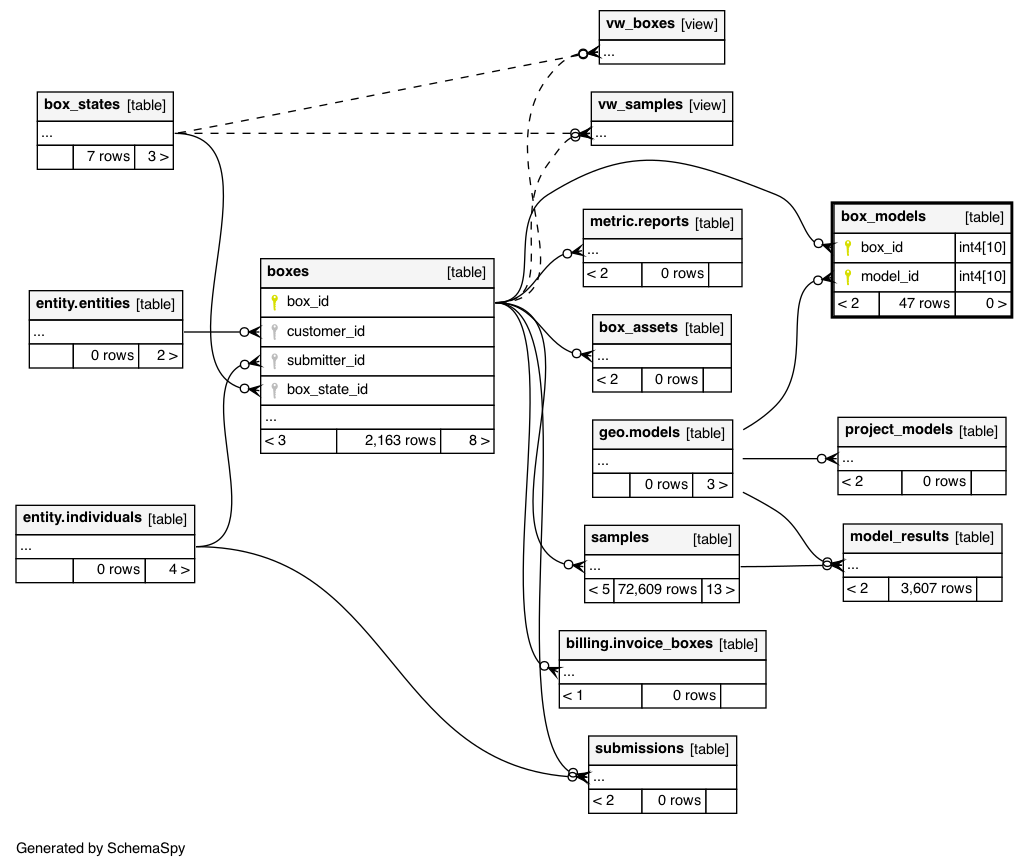 vw_boxes [view]
...
box_states [table]
...
7 rows 3 >
vw_samples [view]
...
metric.reports [table]
...
< 2 0 rows
box_models [table]
box_id int4[10]
model_id int4[10]
< 2 47 rows 0 >
boxes [table]
box_id
customer_id
submitter_id
box_state_id
...
< 3 2,163 rows 8 >
entity.entities [table]
...
0 rows 2 >
box_assets [table]
...
< 2 0 rows
geo.models [table]
...
0 rows 3 >
project_models [table]
...
< 2 0 rows
entity.individuals [table]
...
0 rows 4 >
samples [table]
...
< 5 72,609 rows 13 >
model_results [table]
...
< 2 3,607 rows
billing.invoice_boxes [table]
...
< 1 0 rows
submissions [table]
...
< 2 0 rows
Generated by SchemaSpy